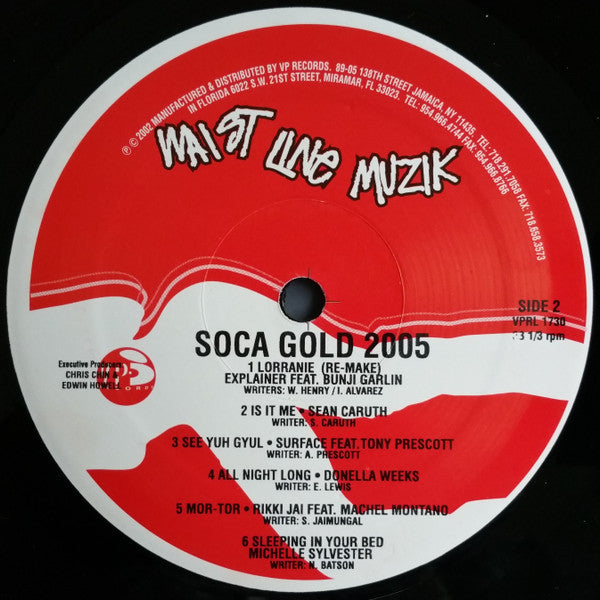 ℗ © 2002 MANUFACTURED & DISTRIBUTED BY VP RECORDS. 89-05 138TH STREET JAMAICA, NY 11435. TEL: 718.291.7058 FAX: 718.658.3573
IN FLORIDA 6022 S.W. 21ST STREET, MIRAMAR, FL 33023. TEL: 954.966.4744 FAX: 954.966.8766
WAIST LINE MUZIK
SIDE 2
VPRL 1730
33 1/3 rpm
SOCA GOLD 2005
Executive Producers
CHRIS CHIN &
EDWIN HOWELL
1 LORRANIE (RE-MAKE)
EXPLAINER FEAT. BUNJI GARLIN
WRITERS: W. HENRY / I. ALVAREZ
2 IS IT ME • SEAN CARUTH
WRITER: S. CARUTH
3 SEE YUH GYUL • SURFACE FEAT.TONY PRESCOTT
WRITER: A. PRESCOTT
4 ALL NIGHT LONG • DONELLA WEEKS
WRITER: E. LEWIS
5 MOR-TOR • RIKKI JAI FEAT. MACHEL MONTANO
WRITER: S. JAIMUNGAL
6 SLEEPING IN YOUR BED
MICHELLE SYLVESTER
WRITER: N. BATSON